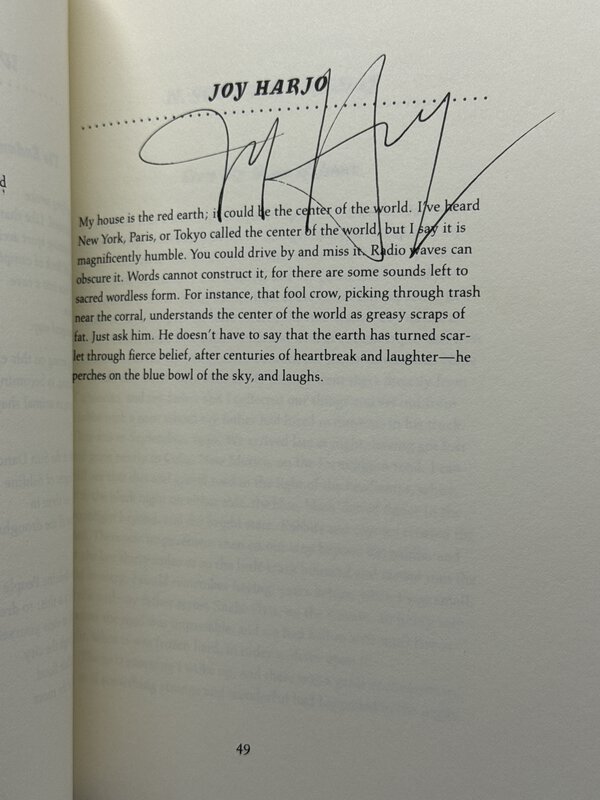 JOY HARJO
My house is the red earth; it could be the center of the world. I've heard
New York, Paris, or Tokyo called the center of the world, but I say it is
magnificently humble. You could drive by and miss it. Radio waves can
obscure it. Words cannot construct it, for there are some sounds left to
sacred wordless form. For instance, that fool crow, picking through trash
near the corral, understands the center of the world as greasy scraps of
fat. Just ask him. He doesn't have to say that the earth has turned scar-
let through fierce belief, after centuries of heartbreak and laughter—he
perches on the blue bowl of the sky, and laughs.
49